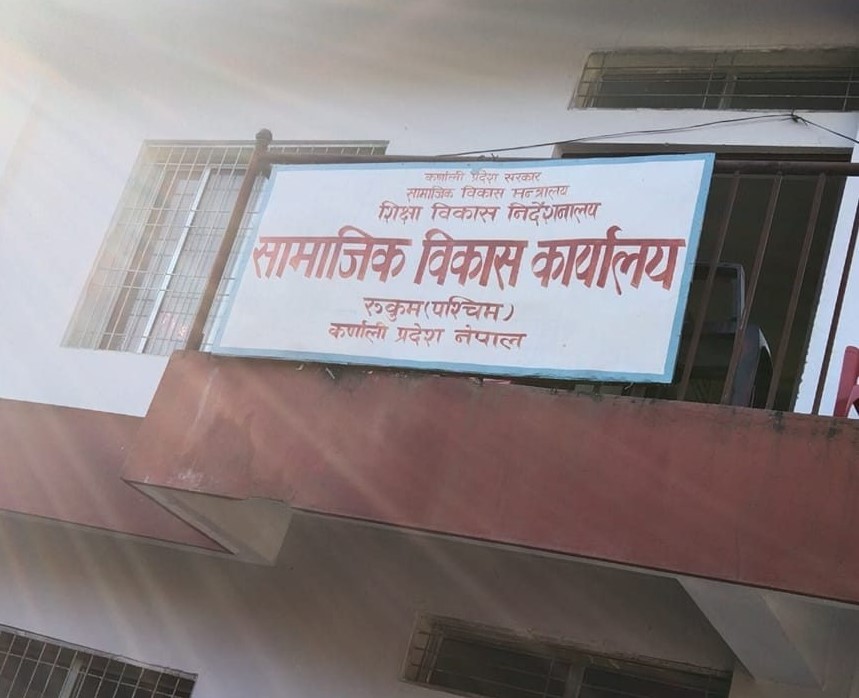 कर्णाली प्रदेश सरकार
सामाजिक विकास मन्त्रालय
शिक्षा विकास निर्देशनालय
सामाजिक विकास कार्यालय
रुकुम(पश्चिम)
कर्णाली प्रदेश नेपाल